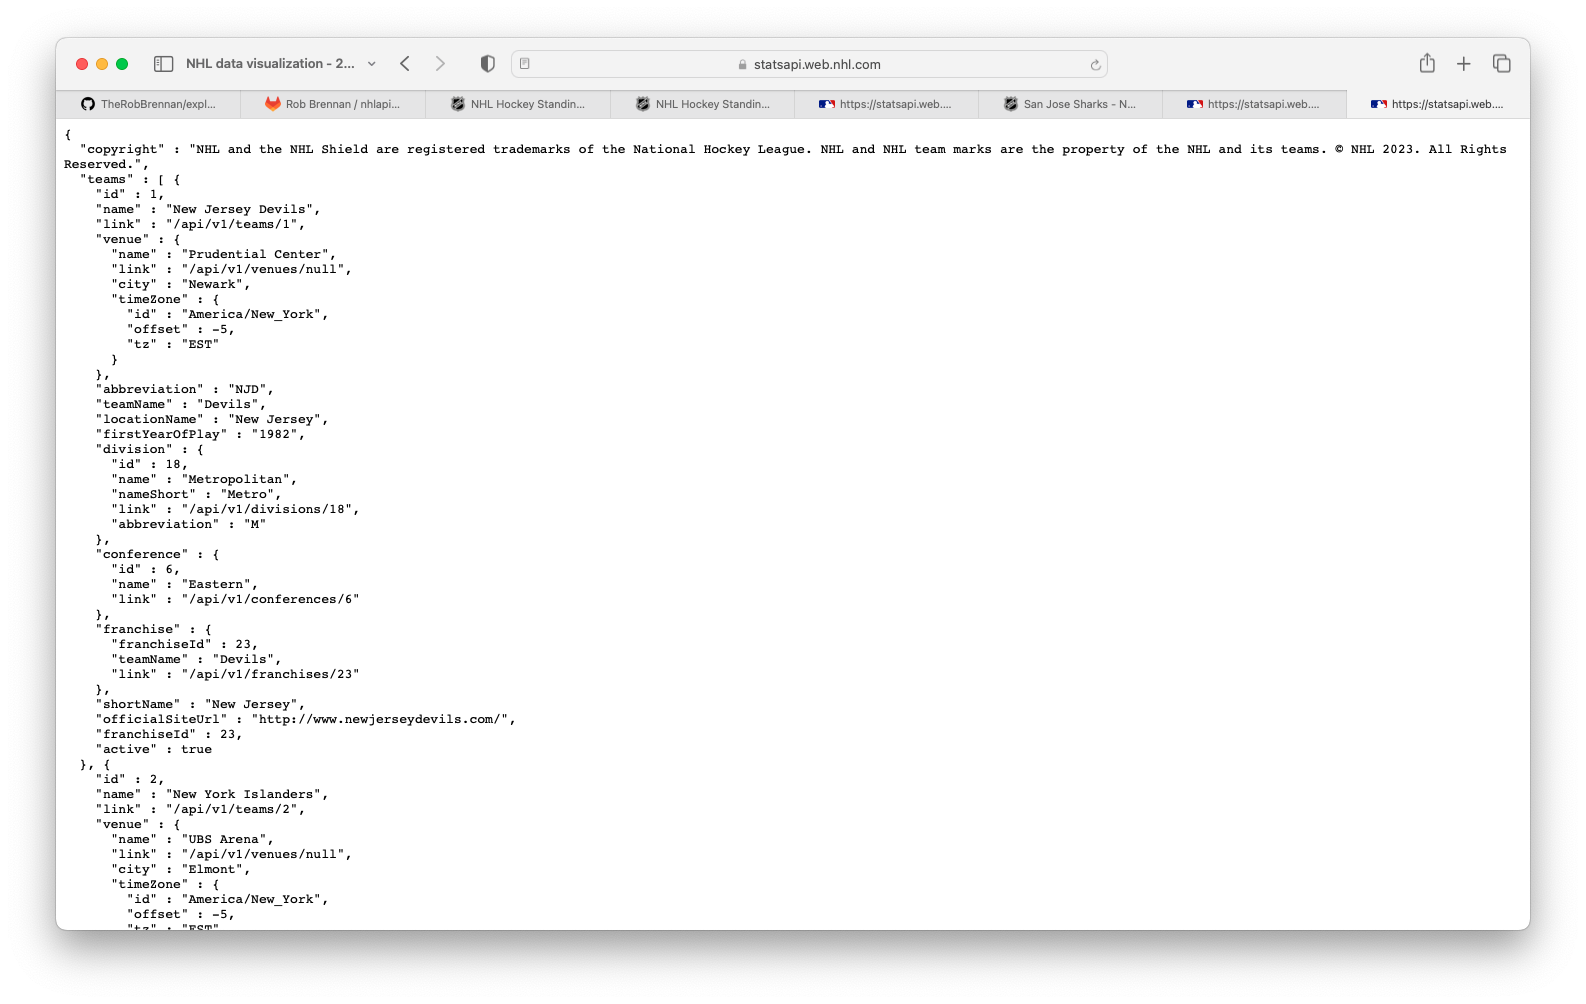 NHL data visualization - 2...
statsapi.web.nhl.com
TheRobBrennan/expl...
Rob Brennan / nhlapi...
NHL Hockey Standin...
NHL Hockey Standin...
https://statsapi.web....
San Jose Sharks - N...
https://statsapi.web....
https://statsapi.web....
{
"copyright" : "NHL and the NHL Shield are registered trademarks of the National Hockey League. NHL and NHL team marks are the property of the NHL and its teams. © NHL 2023. All Rights
Reserved.",
"teams" : [ {
"id" : 1,
"name" : "New Jersey Devils",
"link" : "/api/v1/teams/1",
"venue" : {
"name" : "Prudential Center",
"link" : "/api/v1/venues/null",
"city" : "Newark",
"timeZone" : {
"id" : "America/New_York",
"offset" : -5,
"tz" : "EST"
}
},
"abbreviation" : "NJD",
"teamName" : "Devils",
"locationName" : "New Jersey",
"firstYearOfPlay" : "1982",
"division" : {
"id" : 18,
"name" : "Metropolitan",
"nameShort" : "Metro",
"link" : "/api/v1/divisions/18",
"abbreviation" : "M"
},
"conference" : {
"id" : 6,
"name" : "Eastern",
"link" : "/api/v1/conferences/6"
},
"franchise" : {
"franchiseId" : 23,
"teamName" : "Devils",
"link" : "/api/v1/franchises/23"
},
"shortName" : "New Jersey",
"officialSiteUrl" : "http://www.newjerseydevils.com/",
"franchiseId" : 23,
"active" : true
}, {
"id" : 2,
"name" : "New York Islanders",
"link" : "/api/v1/teams/2",
"venue" : {
"name" : "UBS Arena",
"link" : "/api/v1/venues/null",
"city" : "Elmont",
"timeZone" : {
"id" : "America/New_York",
"offset" : -5,
"tz" : "EST"